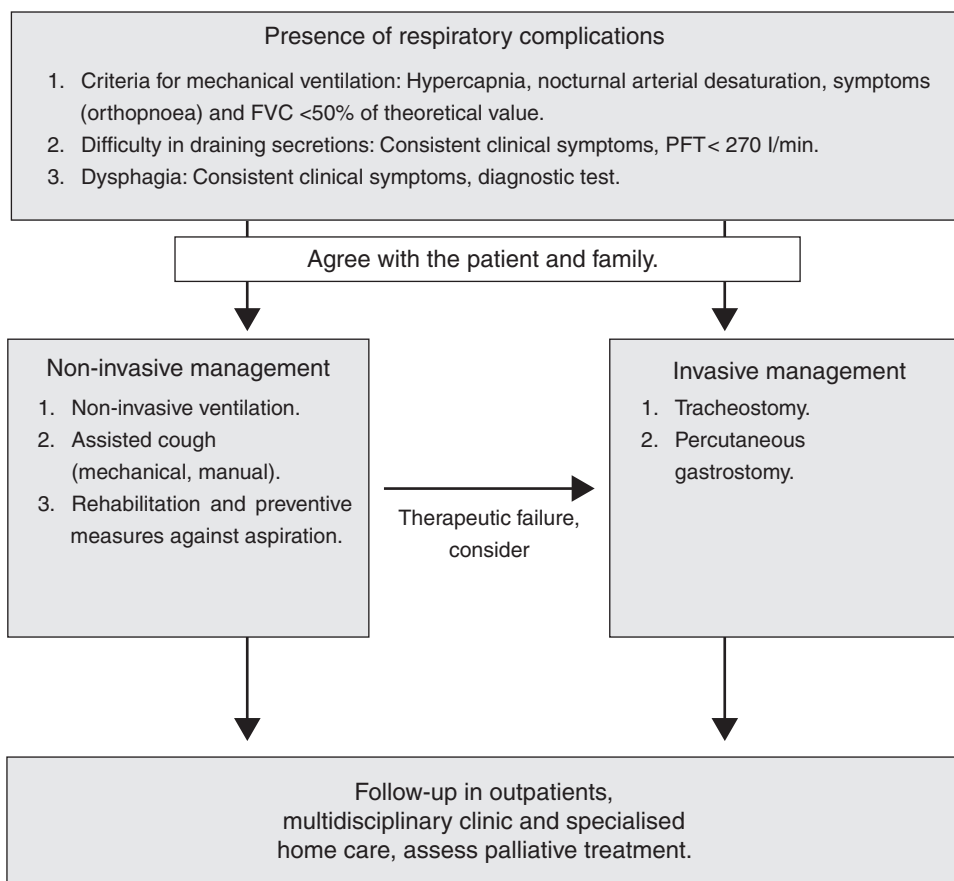 Presence of respiratory complications
1. Criteria for mechanical ventilation: Hypercapnia, nocturnal arterial desaturation, symptoms
(orthopnoea) and FVC <50% of theoretical value.
2. Difficulty in draining secretions: Consistent clinical symptoms, PFT< 270 l/min.
3. Dysphagia: Consistent clinical symptoms, diagnostic test.
Agree with the patient and family.
Non-invasive management
1. Non-invasive ventilation.
2. Assisted cough
(mechanical, manual).
3. Rehabilitation and preventive
measures against aspiration.
Therapeutic failure,
consider
Invasive management
1. Tracheostomy.
2. Percutaneous
gastrostomy.
Follow-up in outpatients,
multidisciplinary clinic and specialised
home care, assess palliative treatment.